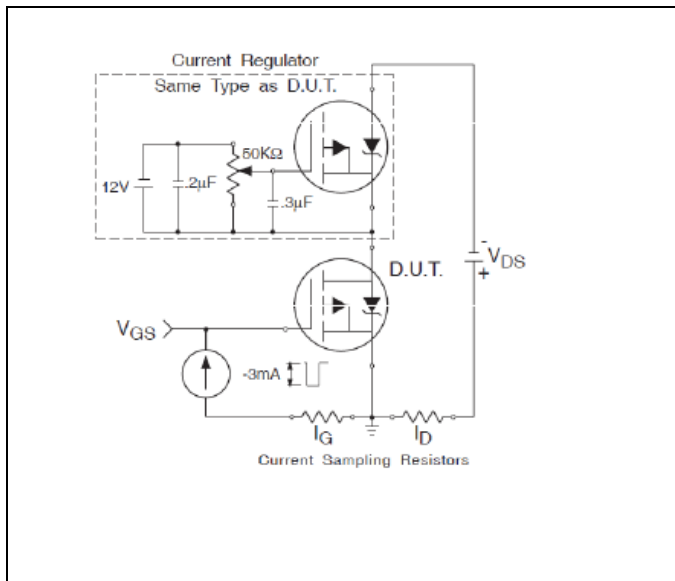 Current Regulator
Same Type as D.U.T.
50KΩ
12V
.2µF
.3µF
D.U.T.
-
VDS
+
VGS
-3mA
IG
ID
Current Sampling Resistors